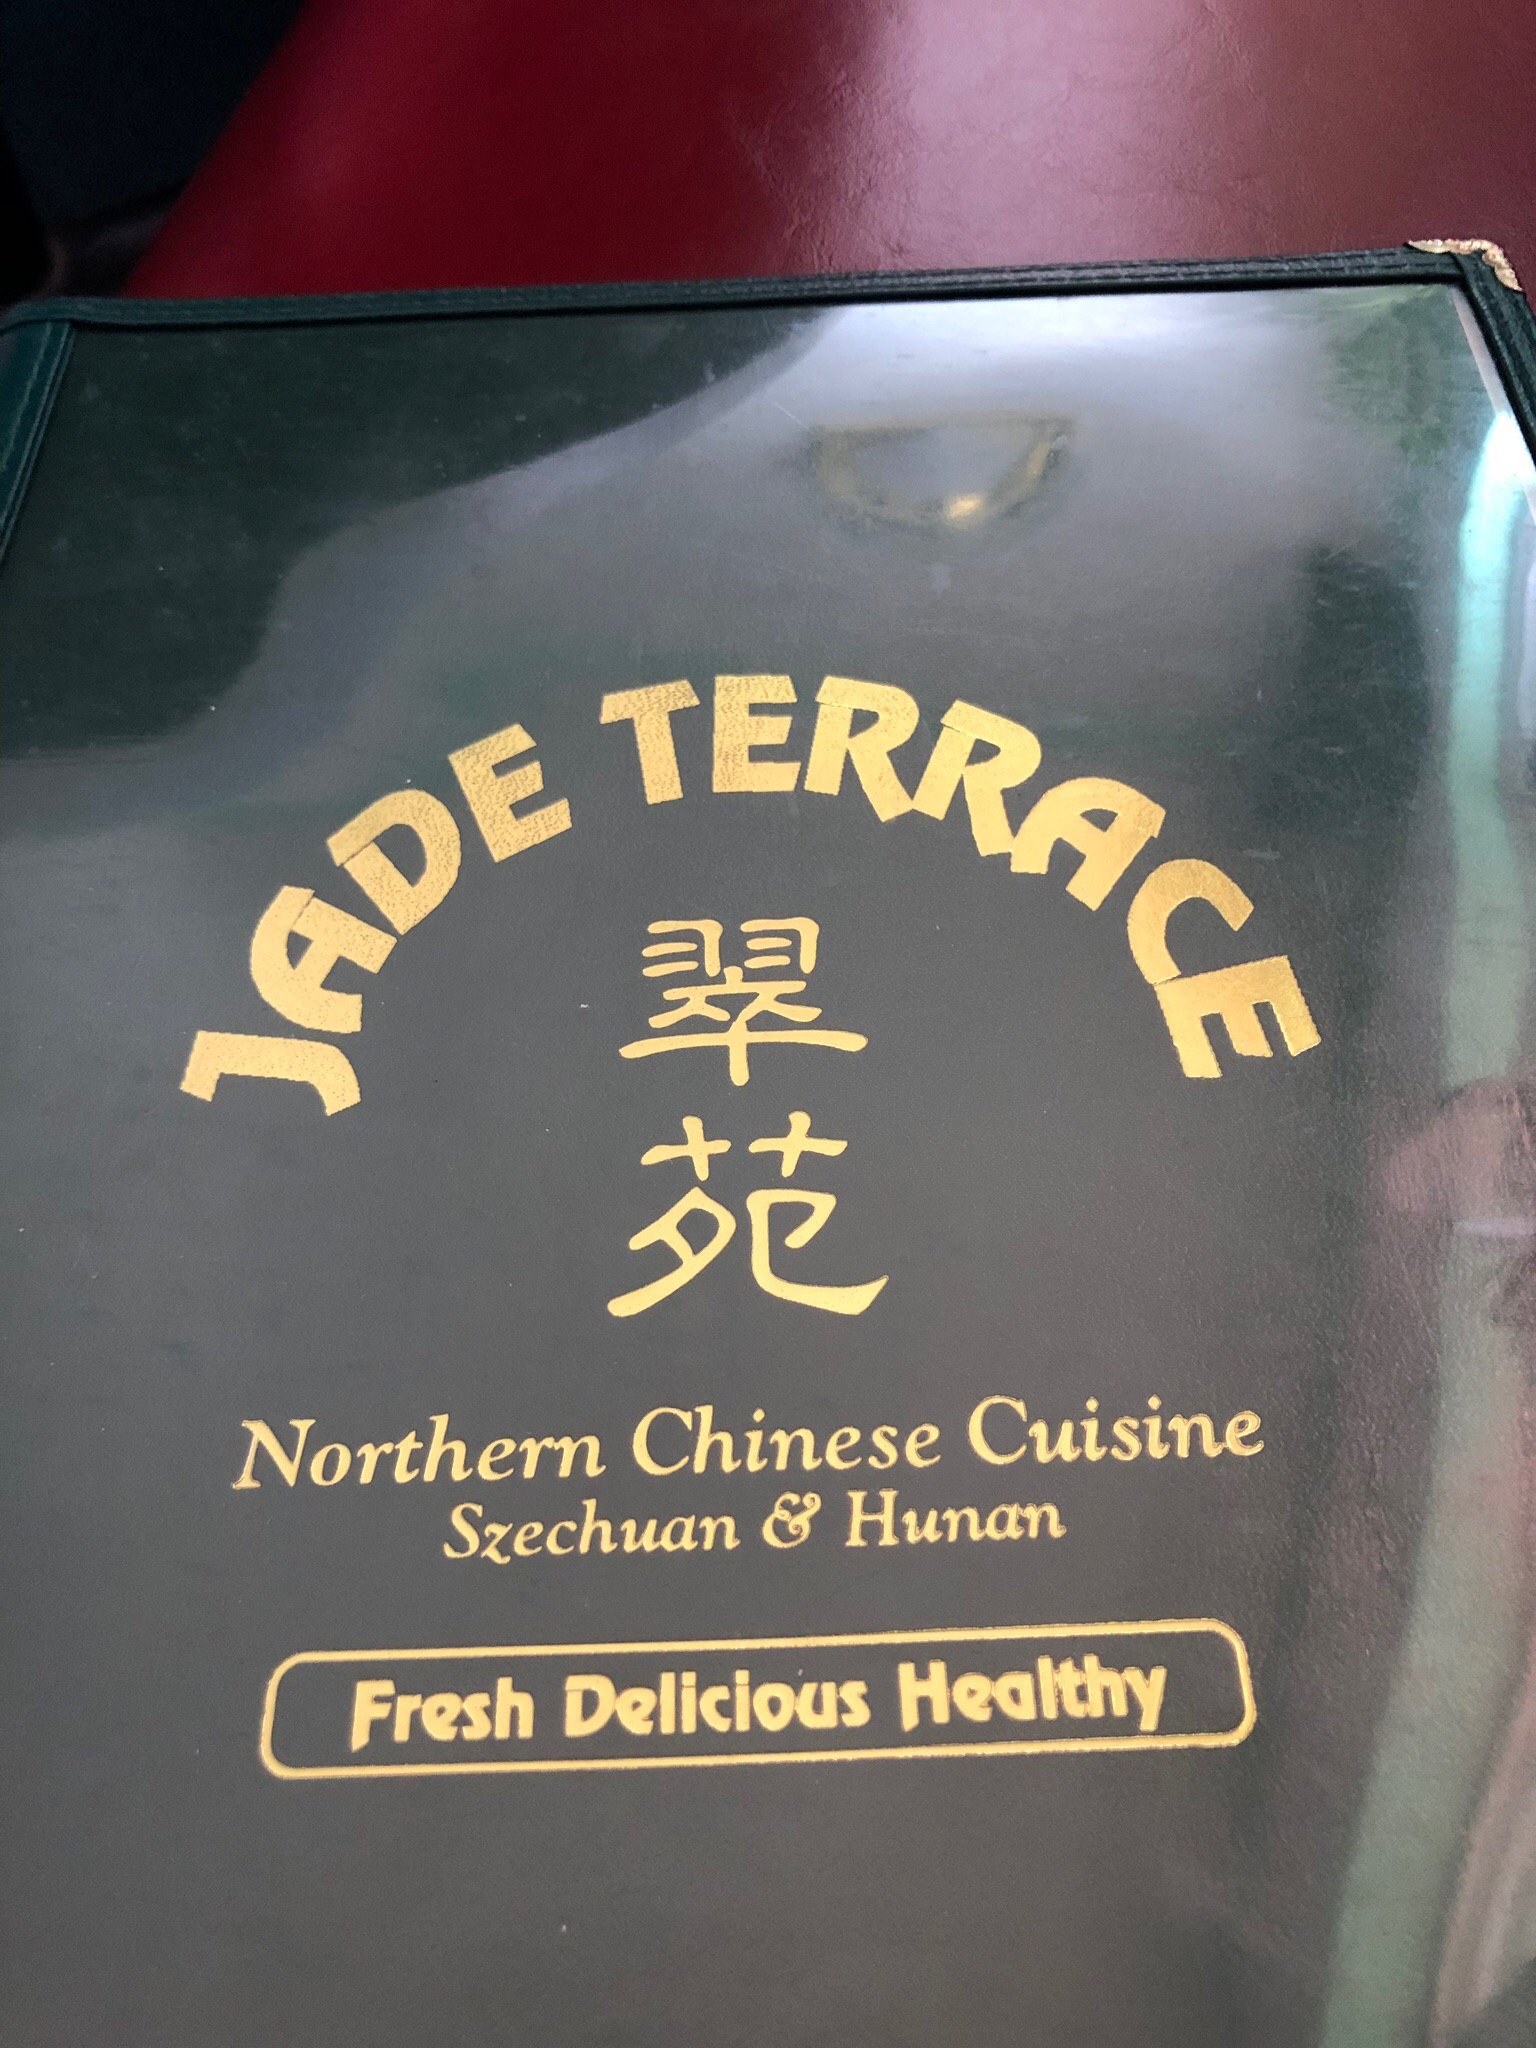 JADE TERRACE
翠
苑
Northern Chinese Cuisine
Szechuan & Hunan
Fresh Delicious Healthy